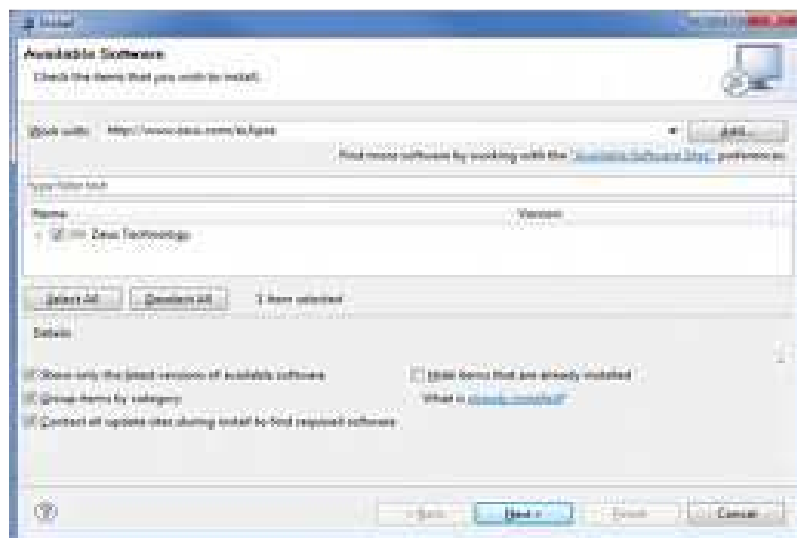 Install
Available Software
Check the items that you wish to install.
Work with: http://www.zeus.com/eclipse
Add...
Find more software by working with the "Available Software Sites" preferences.
type filter text
Name Version
Zeus Technology
Select All Deselect All 1 item selected
Details
Show only the latest versions of available software
Hide items that are already installed
Group items by category
What is already installed?
Contact all update sites during install to find required software
< Back Next > Finish Cancel